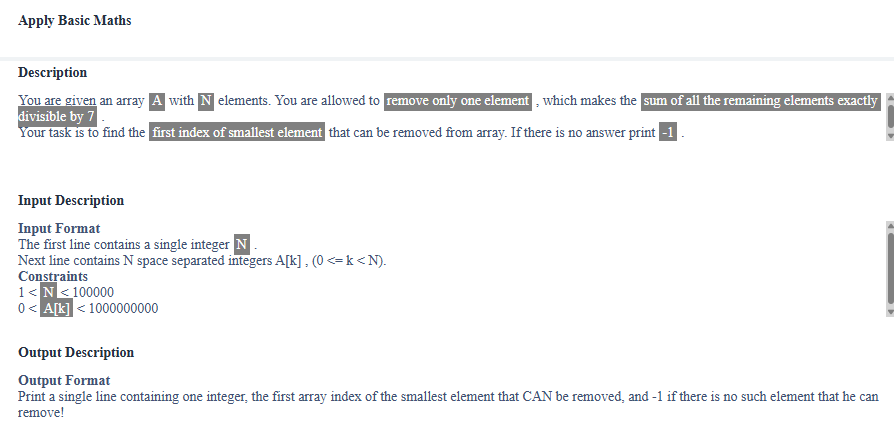 Apply Basic Maths
Description
You are given an array A with N elements. You are allowed to remove only one element , which makes the sum of all the remaining elements exactly
divisible by 7 .
Your task is to find the first index of smallest element that can be removed from array. If there is no answer print -1 .
Input Description
Input Format
The first line contains a single integer N .
Next line contains N space separated integers A[k] , (0 <= k < N).
Constraints
1 < N < 100000
0 < A[k] < 1000000000
Output Description
Output Format
Print a single line containing one integer, the first array index of the smallest element that CAN be removed, and -1 if there is no such element that he can
remove!